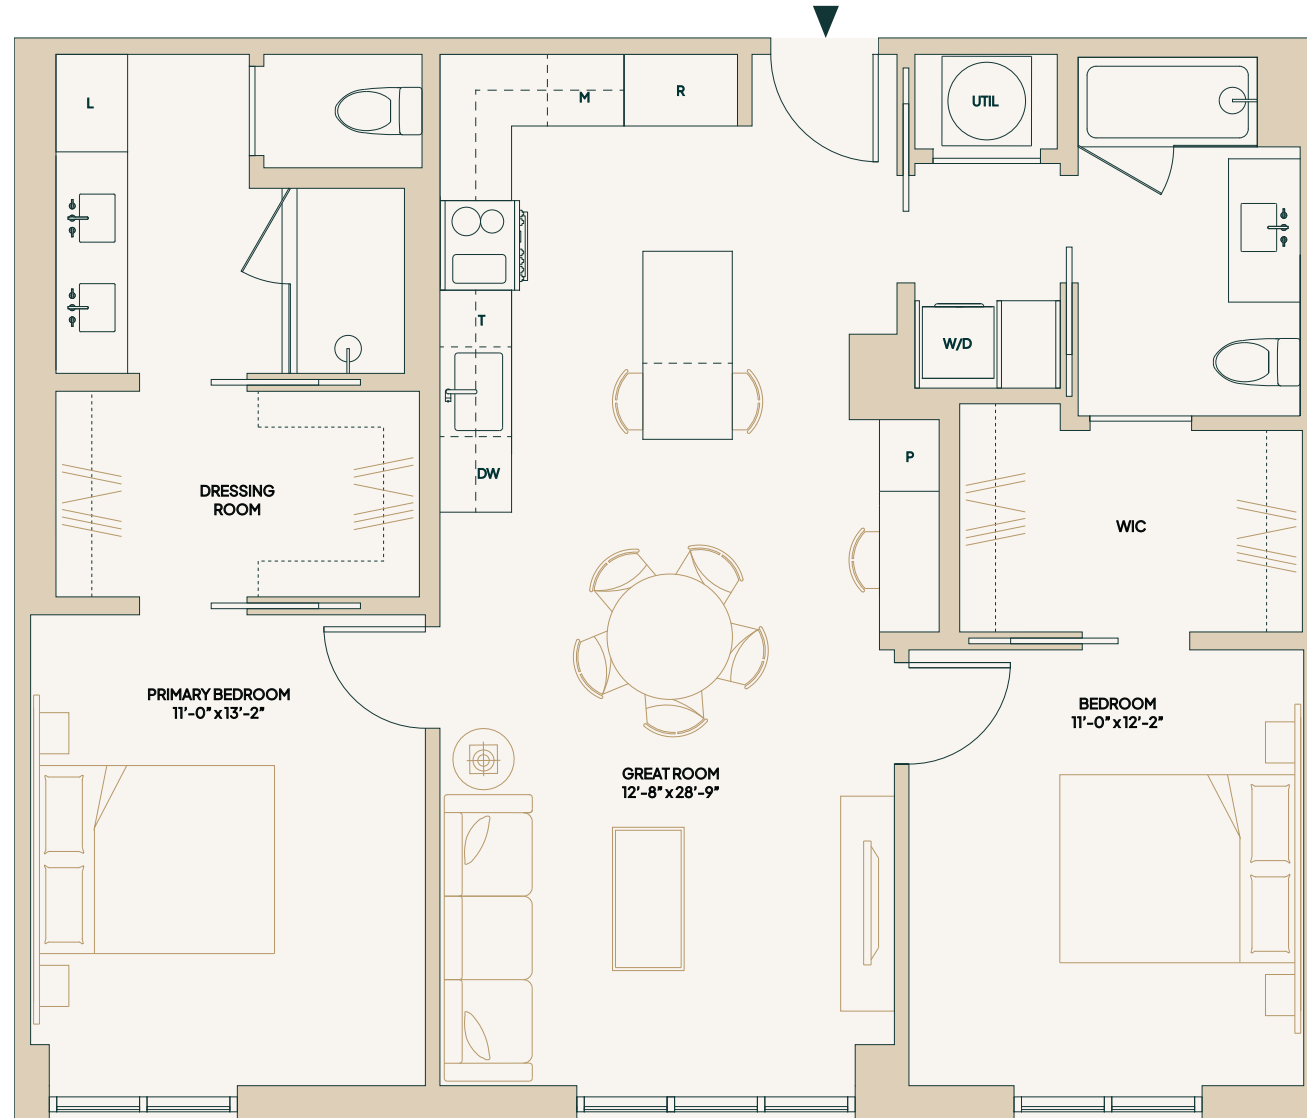 L
M
R
UTIL
T
W/D
DW
P
DRESSING
ROOM
WIC
PRIMARY BEDROOM
11'-0" x 13'-2"
BEDROOM
11'-0" x 12'-2"
GREAT ROOM
12'-8" x 28'-9"